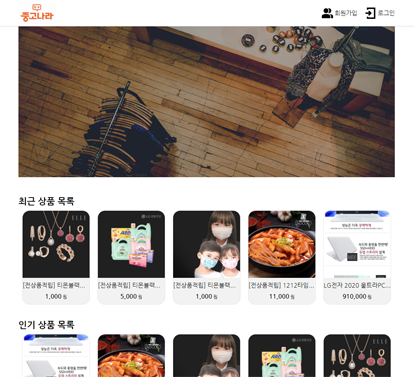 중고나라
회원가입 로그인
최근 상품 목록
[전상품적립] 티몬블랙...
[전상품적립] 티몬블랙...
[전상품적립] 티몬블랙...
[전상품적립] 1212타임...
LG전자 2020 울트라PC...
1,000 원
5,000 원
1,000 원
11,000 원
910,000 원
인기 상품 목록